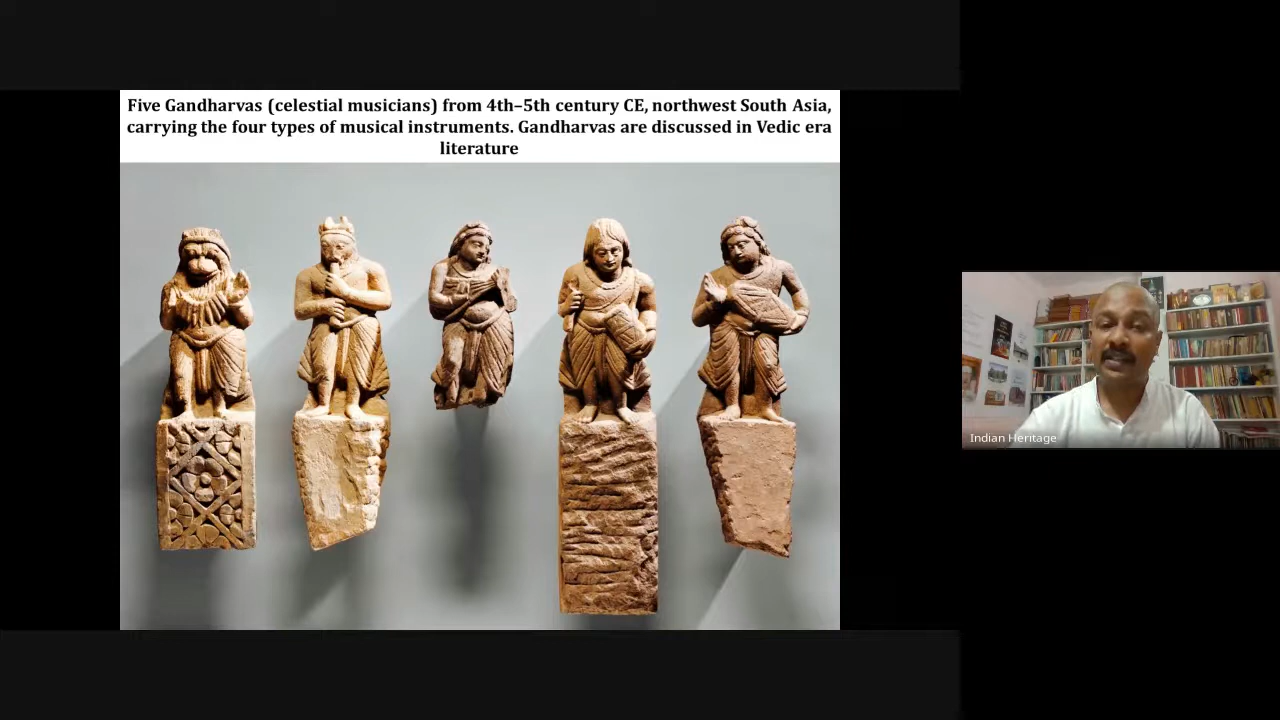 Five Gandharvas (celestial musicians) from 4th–5th century CE, northwest South Asia,
carrying the four types of musical instruments. Gandharvas are discussed in Vedic era
literature
Indian Heritage